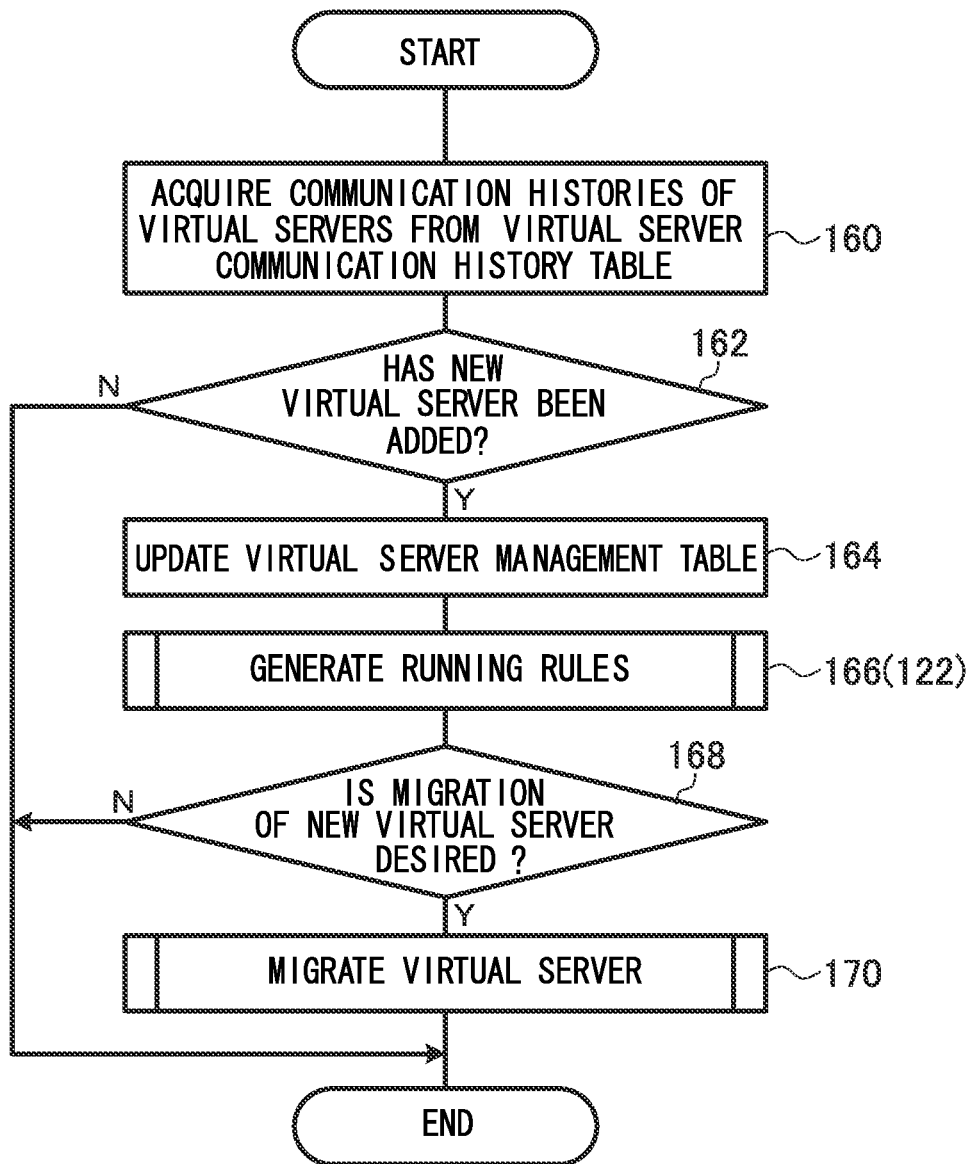 START
ACQUIRE COMMUNICATION HISTORIES OF
VIRTUAL SERVERS FROM VIRTUAL SERVER
COMMUNICATION HISTORY TABLE
160
162
HAS NEW
VIRTUAL SERVER BEEN
ADDED?
N
Y
UPDATE VIRTUAL SERVER MANAGEMENT TABLE
164
GENERATE RUNNING RULES
166(122)
168
IS MIGRATION
OF NEW VIRTUAL SERVER
DESIRED ?
N
Y
MIGRATE VIRTUAL SERVER
170
END